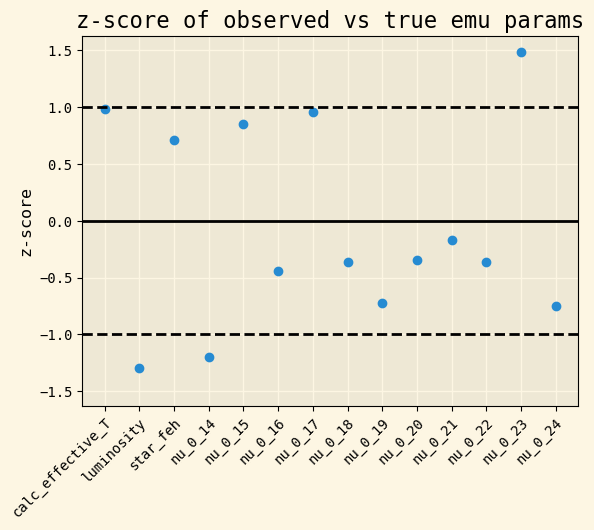 z-score of observed vs true emu params
z-score
1.5
1.0
0.5
0.0
−0.5
−1.0
−1.5
calc_effective_T
luminosity
star_feh
nu_0_14
nu_0_15
nu_0_16
nu_0_17
nu_0_18
nu_0_19
nu_0_20
nu_0_21
nu_0_22
nu_0_23
nu_0_24